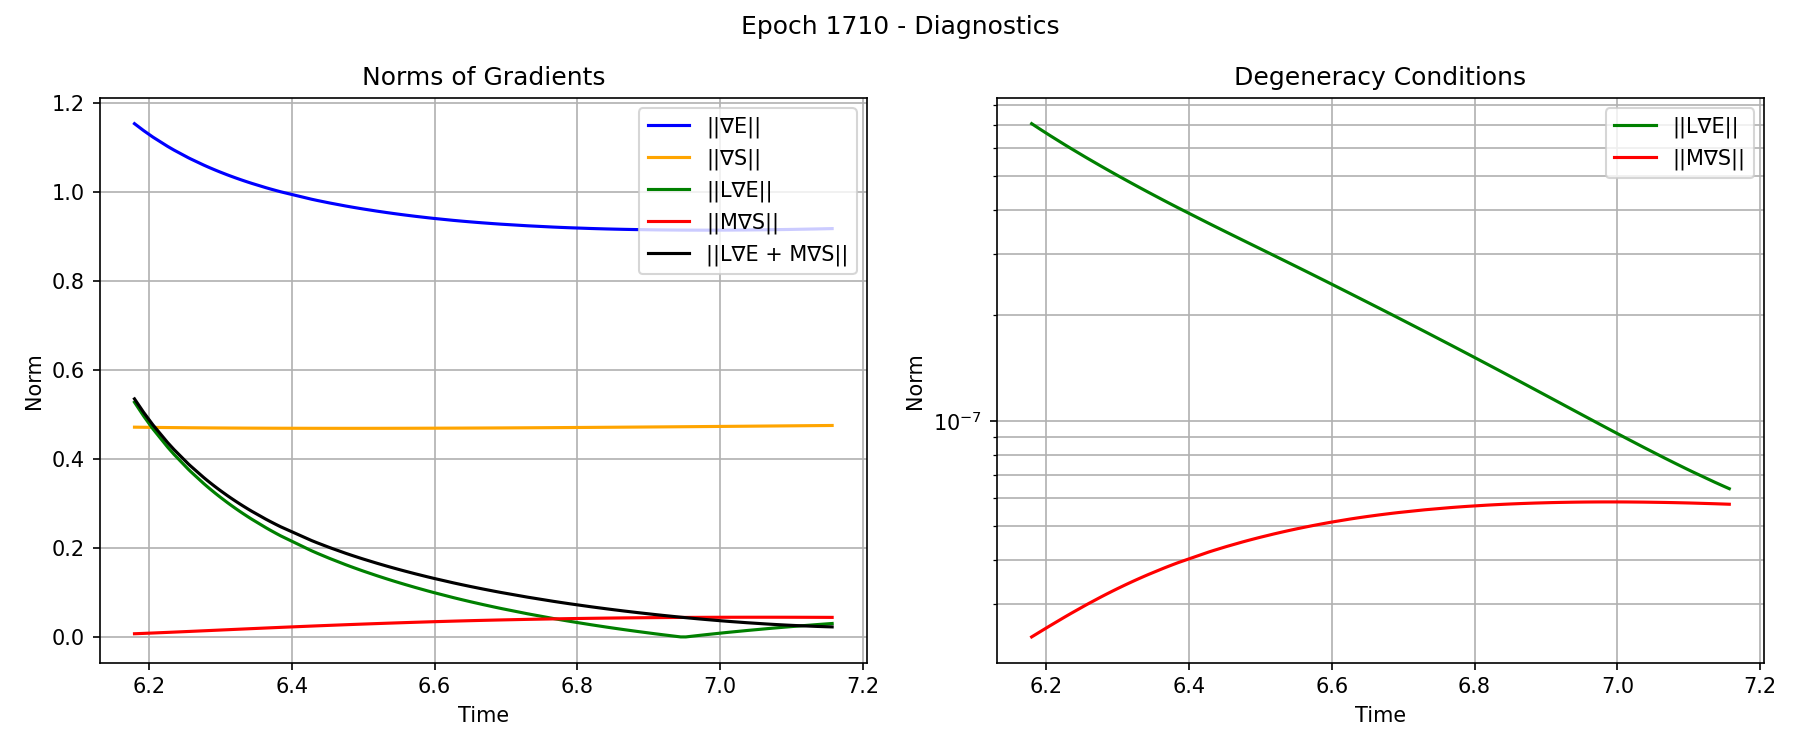 Epoch 1710 - Diagnostics
Norms of Gradients
1.2
1.0
0.8
0.6
0.4
0.2
0.0
Norm
||∇E||
||∇S||
||L∇E||
||M∇S||
||L∇E + M∇S||
6.2 6.4 6.6 6.8 7.0 7.2
Time
Degeneracy Conditions
10⁻⁷
Norm
||L∇E||
||M∇S||
6.2 6.4 6.6 6.8 7.0 7.2
Time